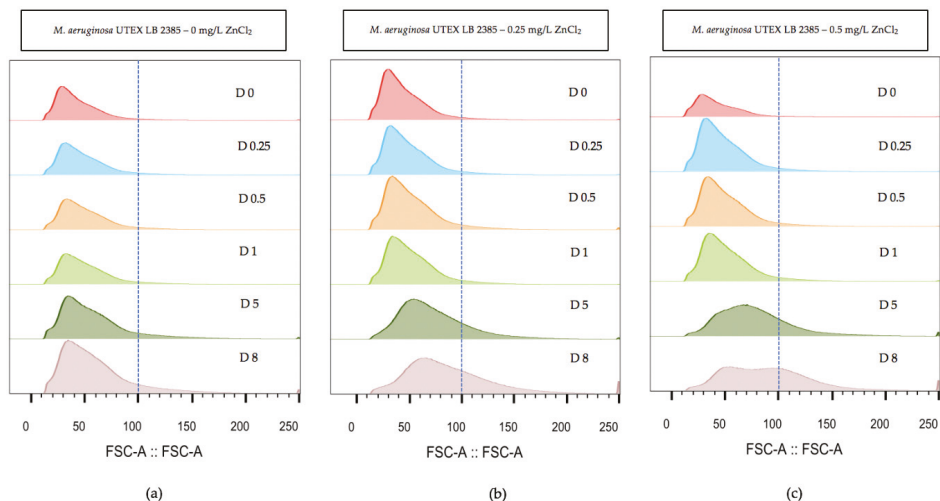 M. aeruginosa UTEX LB 2385 – 0 mg/L ZnCl₂
D 0
D 0.25
D 0.5
D 1
D 5
D 8
0 50 100 150 200 250
FSC-A :: FSC-A
(a)
M. aeruginosa UTEX LB 2385 – 0.25 mg/L ZnCl₂
D 0
D 0.25
D 0.5
D 1
D 5
D 8
0 50 100 150 200 250
FSC-A :: FSC-A
(b)
M. aeruginosa UTEX LB 2385 – 0.5 mg/L ZnCl₂
D 0
D 0.25
D 0.5
D 1
D 5
D 8
0 50 100 150 200 250
FSC-A :: FSC-A
(c)